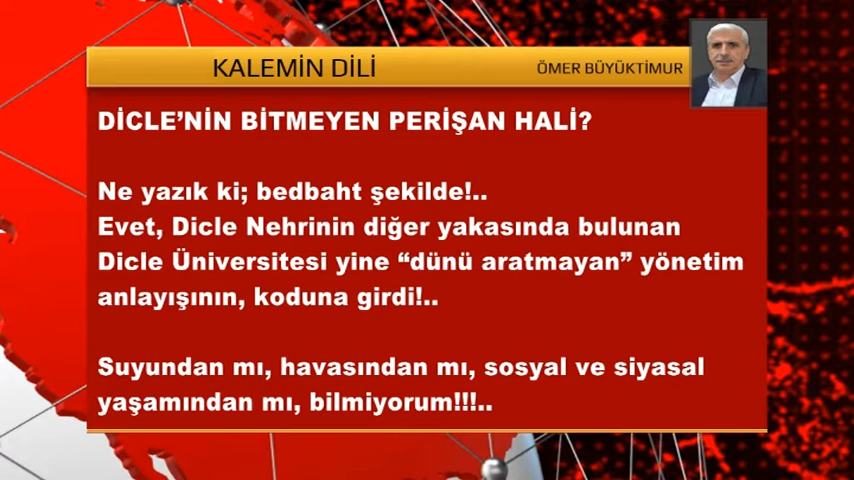 KALEMİN DİLİ
ÖMER BÜYÜKTİMUR
DİCLE’NİN BİTMEYEN PERİŞAN HALİ?
Ne yazık ki; bedbaht şekilde!..
Evet, Dicle Nehrinin diğer yakasında bulunan
Dicle Üniversitesi yine “dünü aratmayan” yönetim
anlayışının, koduna girdi!..
Suyundan mı, havasından mı, sosyal ve siyasal
yaşamından mı, bilmiyorum!!!..